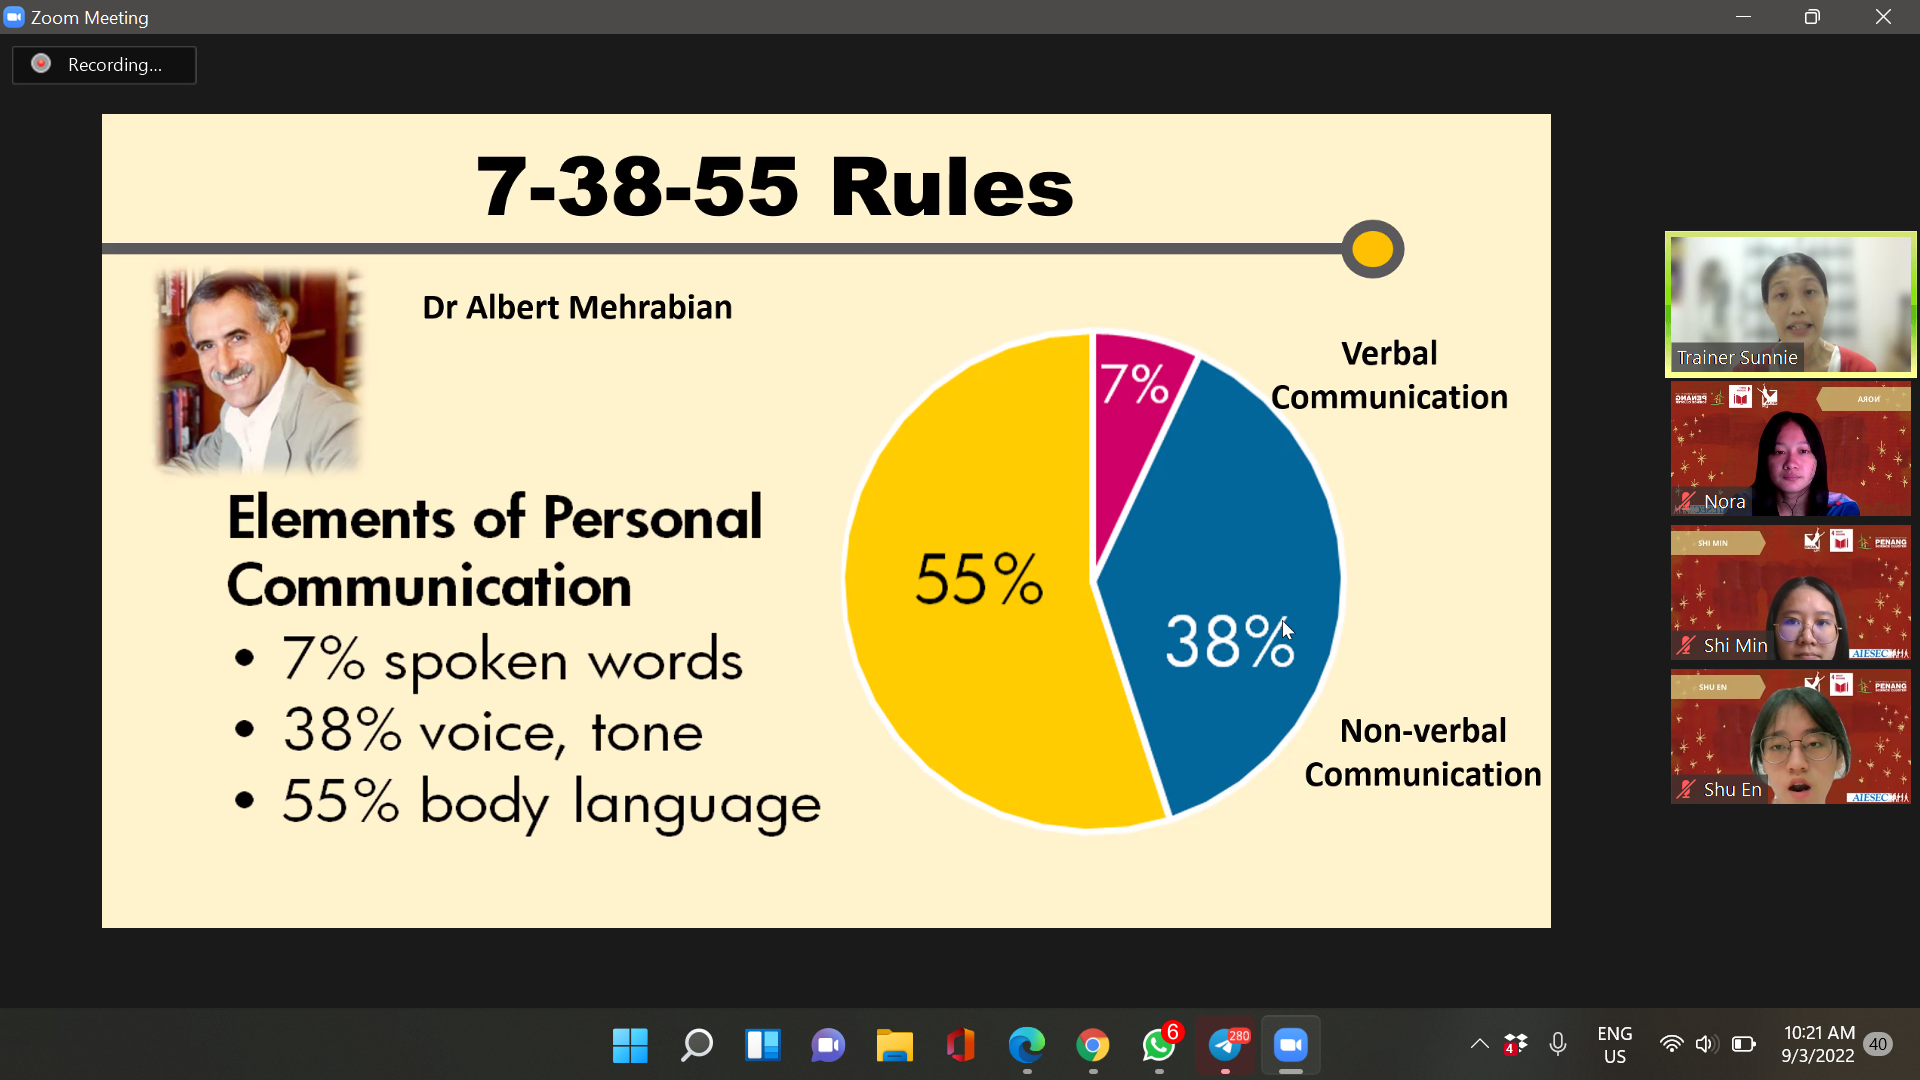 Zoom Meeting
Recording...
7-38-55 Rules
Dr Albert Mehrabian
Elements of Personal
Communication
• 7% spoken words
• 38% voice, tone
• 55% body language
7%
38%
55%
Verbal
Communication
Non-verbal
Communication
Trainer Sunnie
PENANG
NORA
Nora
SHI MIN
PENANG
Shi Min
AIESEC
SHU EN
PENANG
Shu En
AIESEC
6
280
4
ENG
US
10:21 AM
9/3/2022
40